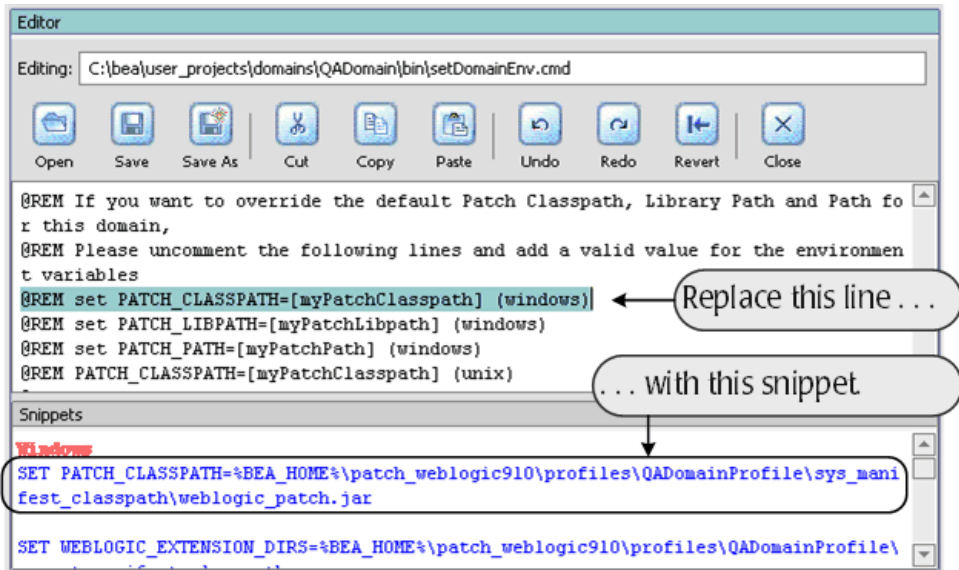 Editor
Editing: C:\bea\user_projects\domains\QADomain\bin\setDomainEnv.cmd
Open Save Save As Cut Copy Paste Undo Redo Revert Close
@REM If you want to override the default Patch Classpath, Library Path and Path fo
r this domain,
@REM Please uncomment the following lines and add a valid value for the environmen
t variables
@REM set PATCH_CLASSPATH=[myPatchClasspath] (windows)
Replace this line . . .
@REM set PATCH_LIBPATH=[myPatchLibpath] (windows)
@REM set PATCH_PATH=[myPatchPath] (windows)
@REM PATCH_CLASSPATH=[myPatchClasspath] (unix)
. . . with this snippet.
Snippets
Windows
SET PATCH_CLASSPATH=%BEA_HOME%\patch_weblogic910\profiles\QADomainProfile\sys_mani
fest_classpath\weblogic_patch.jar
SET WEBLOGIC_EXTENSION_DIRS=%BEA_HOME%\patch_weblogic910\profiles\QADomainProfile\